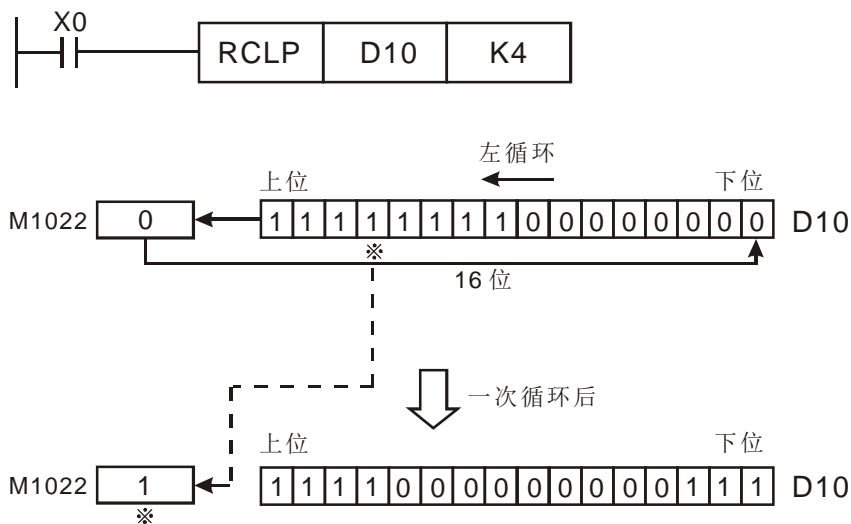 X0
RCLP D10 K4
左循环
上位 下位
M1022 0 1 1 1 1 1 1 1 1 0 0 0 0 0 0 0 0 D10
※
16 位
一次循环后
上位 下位
M1022 1 1 1 1 1 0 0 0 0 0 0 0 0 0 1 1 1 D10
※